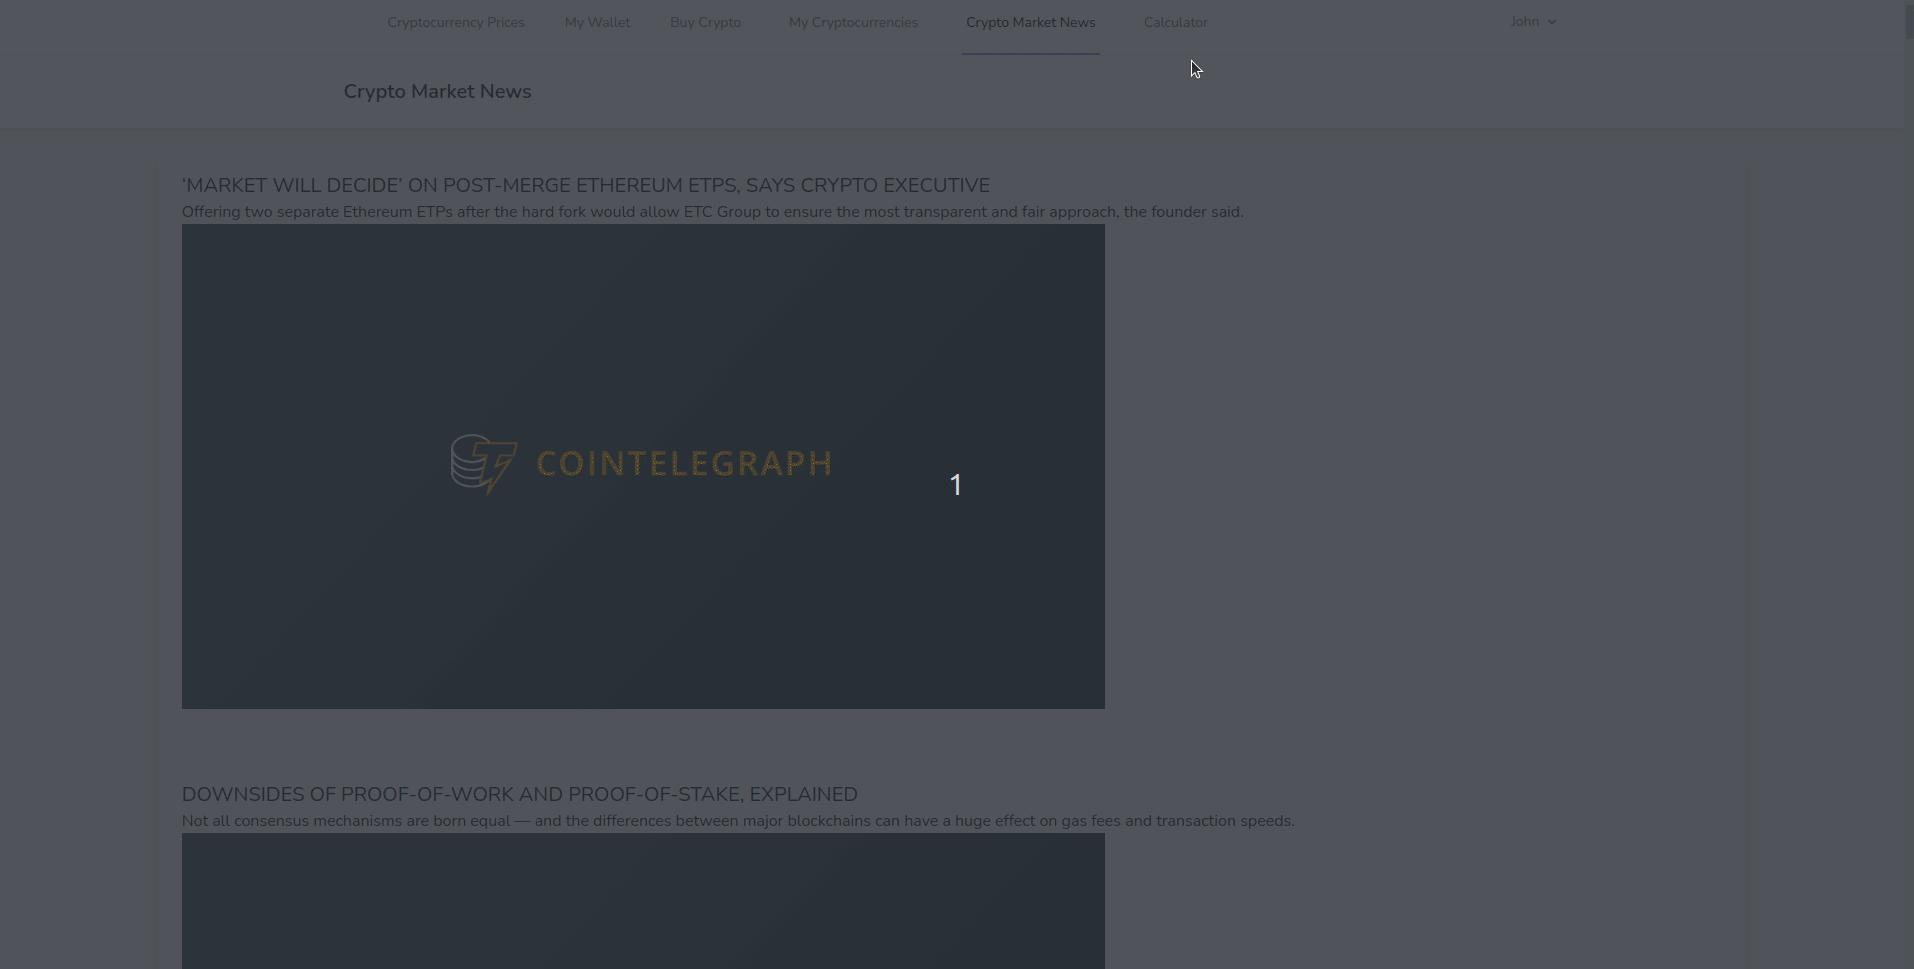 Cryptocurrency Prices My Wallet Buy Crypto My Cryptocurrencies Crypto Market News Calculator John
Crypto Market News
‘MARKET WILL DECIDE’ ON POST-MERGE ETHEREUM ETPS, SAYS CRYPTO EXECUTIVE
Offering two separate Ethereum ETPs after the hard fork would allow ETC Group to ensure the most transparent and fair approach, the founder said.
COINTELEGRAPH
1
DOWNSIDES OF PROOF-OF-WORK AND PROOF-OF-STAKE, EXPLAINED
Not all consensus mechanisms are born equal — and the differences between major blockchains can have a huge effect on gas fees and transaction speeds.